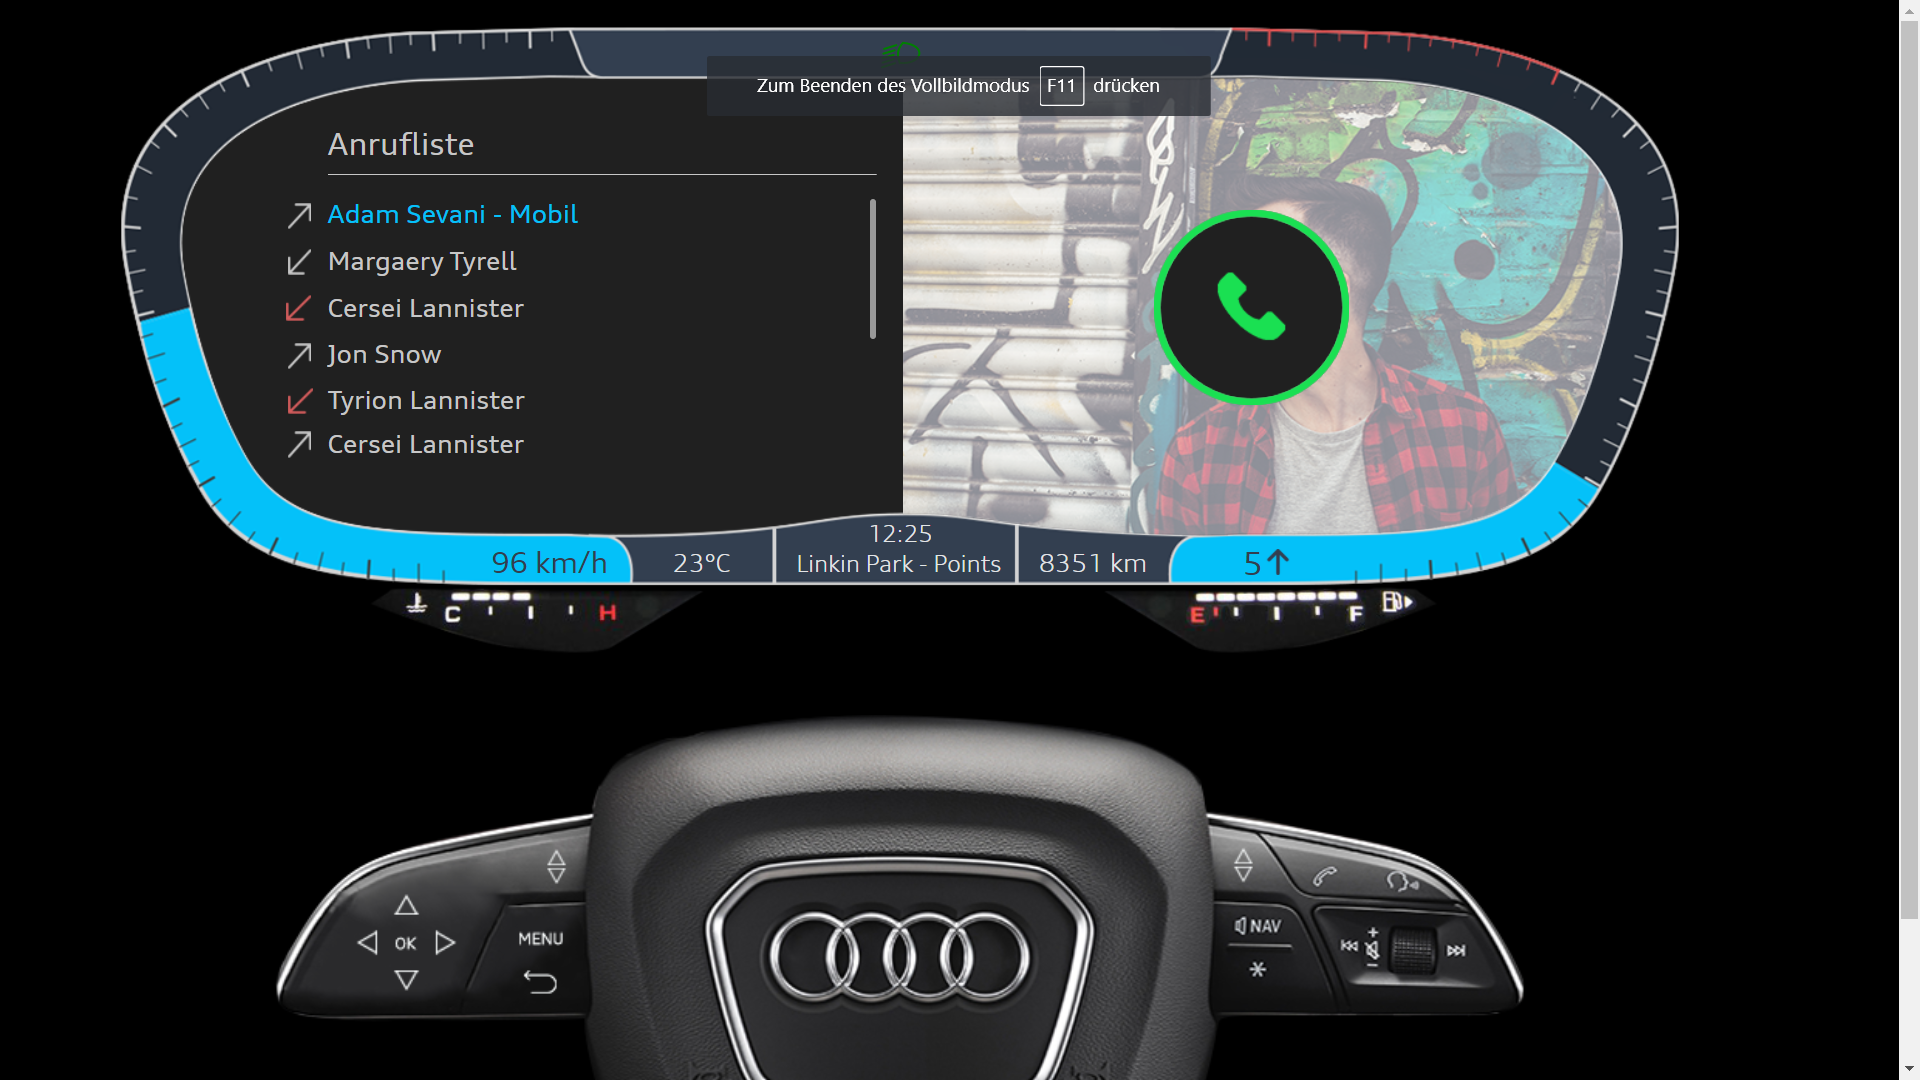 Zum Beenden des Vollbildmodus F11 drücken
Anrufliste
Adam Sevani - Mobil
Margaery Tyrell
Cersei Lannister
Jon Snow
Tyrion Lannister
Cersei Lannister
12:25
96 km/h
23°C
Linkin Park - Points
8351 km
5
C
H
E
F
OK
MENU
NAV